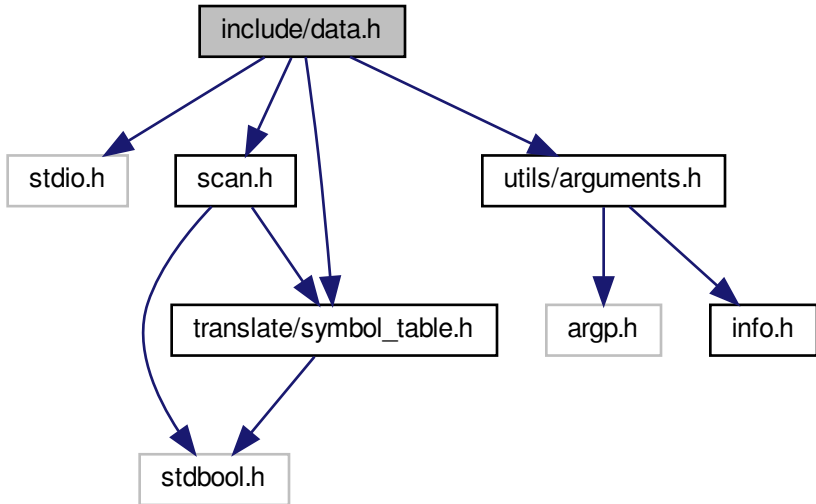 include/data.h
stdio.h
scan.h
utils/arguments.h
translate/symbol_table.h
argp.h
info.h
stdbool.h